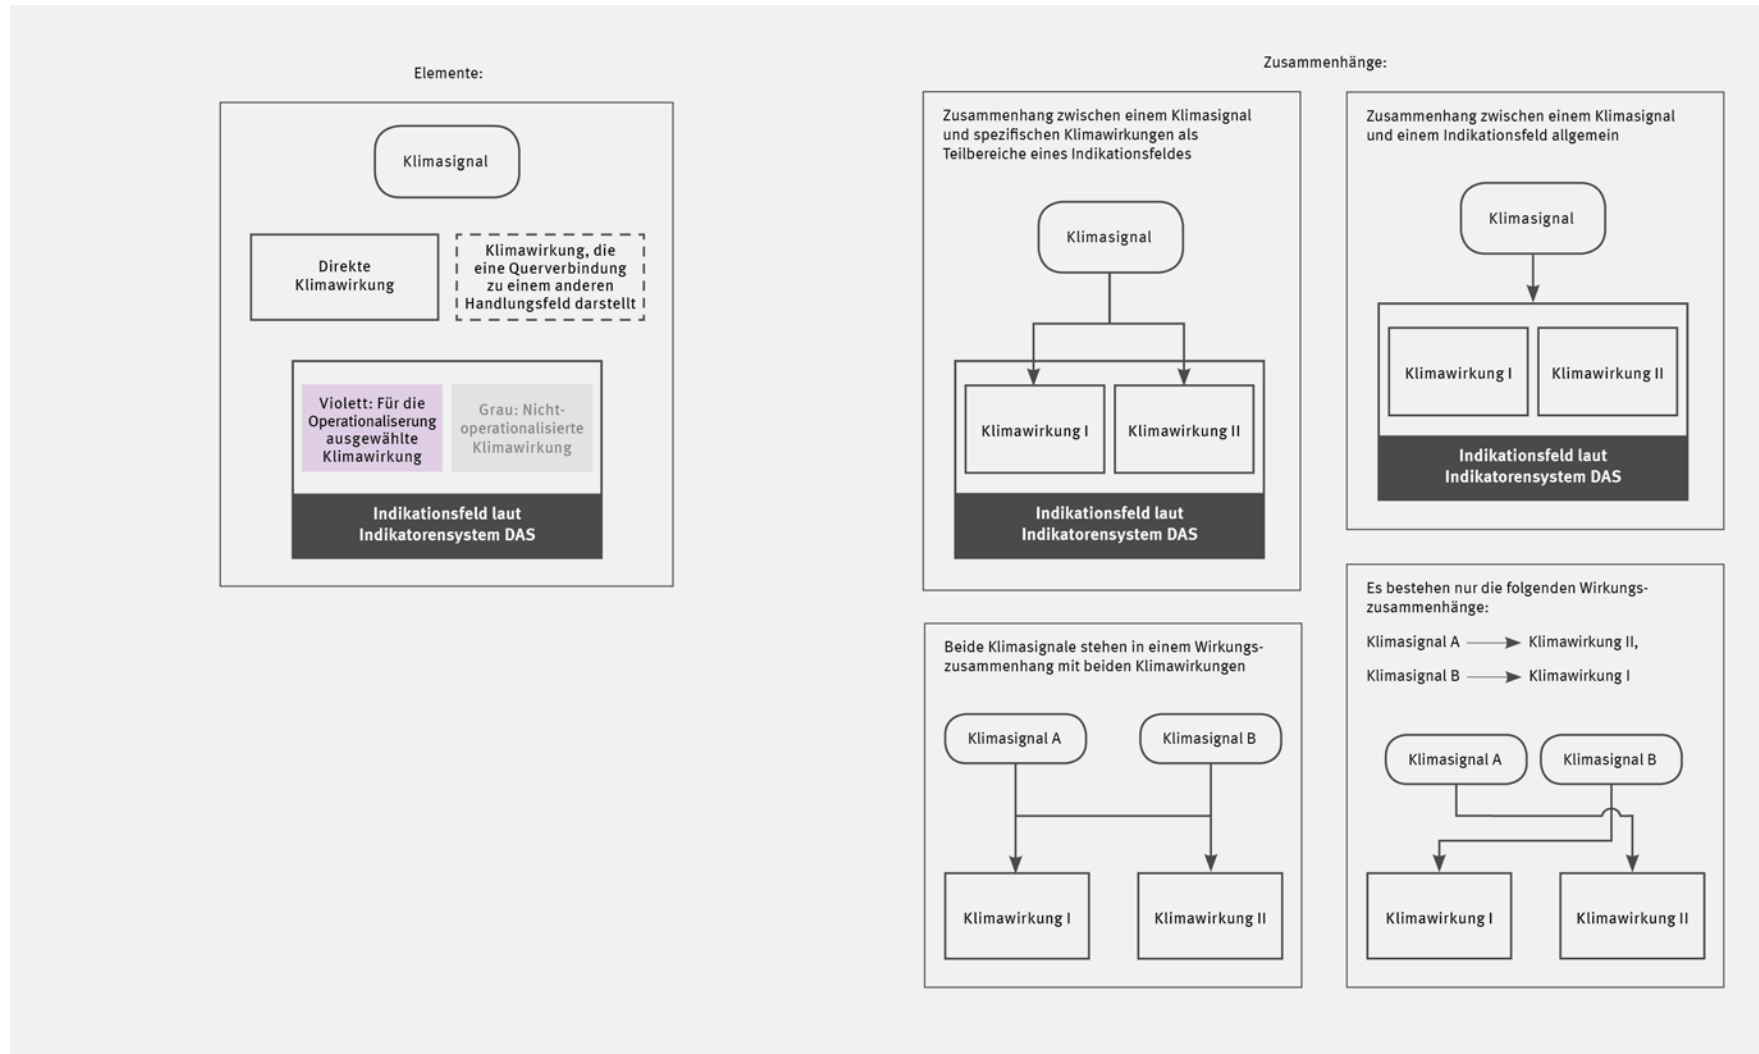 Elemente:
Klimasignal
Direkte
Klimawirkung
Klimawirkung, die
eine Querverbindung
zu einem anderen
Handlungsfeld darstellt
Violett: Für die
Operationaliserung
ausgewählte
Klimawirkung
Grau: Nicht-
operationalisierte
Klimawirkung
Indikationsfeld laut
Indikatorensystem DAS
Zusammenhänge:
Zusammenhang zwischen einem Klimasignal
und spezifischen Klimawirkungen als
Teilbereiche eines Indikationsfeldes
Klimasignal
Klimawirkung I
Klimawirkung II
Indikationsfeld laut
Indikatorensystem DAS
Zusammenhang zwischen einem Klimasignal
und einem Indikationsfeld allgemein
Klimasignal
Klimawirkung I
Klimawirkung II
Indikationsfeld laut
Indikatorensystem DAS
Beide Klimasignale stehen in einem Wirkungs-
zusammenhang mit beiden Klimawirkungen
Klimasignal A
Klimasignal B
Klimawirkung I
Klimawirkung II
Es bestehen nur die folgenden Wirkungs-
zusammenhänge:
Klimasignal A Klimawirkung II,
Klimasignal B Klimawirkung I
Klimasignal A
Klimasignal B
Klimawirkung I
Klimawirkung II